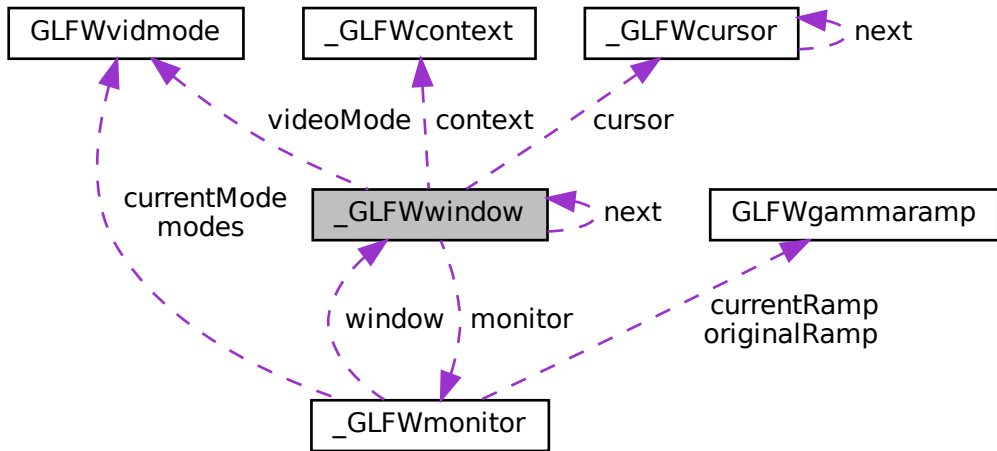 GLFWvidmode
_GLFWcontext
_GLFWcursor
next
videoMode
context
cursor
currentMode
modes
_GLFWwindow
next
GLFWgammaramp
window
monitor
currentRamp
originalRamp
_GLFWmonitor